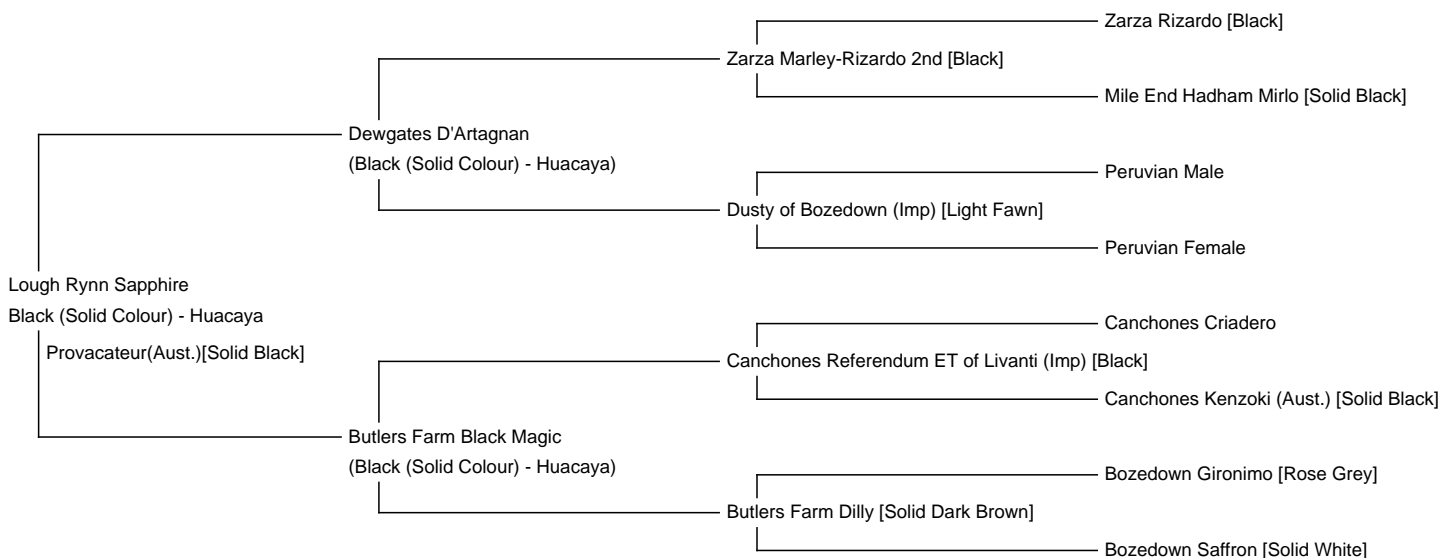 Zarza Rizardo [Black]
Zarza Marley-Rizardo 2nd [Black]
Mile End Hadham Mirlo [Solid Black]
Dewgates D'Artagnan
(Black (Solid Colour) - Huacaya)
Peruvian Male
Dusty of Bozedown (Imp) [Light Fawn]
Peruvian Female
Lough Rynn Sapphire
Black (Solid Colour) - Huacaya
Provacateur(Aust.)[Solid Black]
Canchones Criadero
Canchones Referendum ET of Livanti (Imp) [Black]
Canchones Kenzoki (Aust.) [Solid Black]
Butlers Farm Black Magic
(Black (Solid Colour) - Huacaya)
Bozedown Gironimo [Rose Grey]
Butlers Farm Dilly [Solid Dark Brown]
Bozedown Saffron [Solid White]